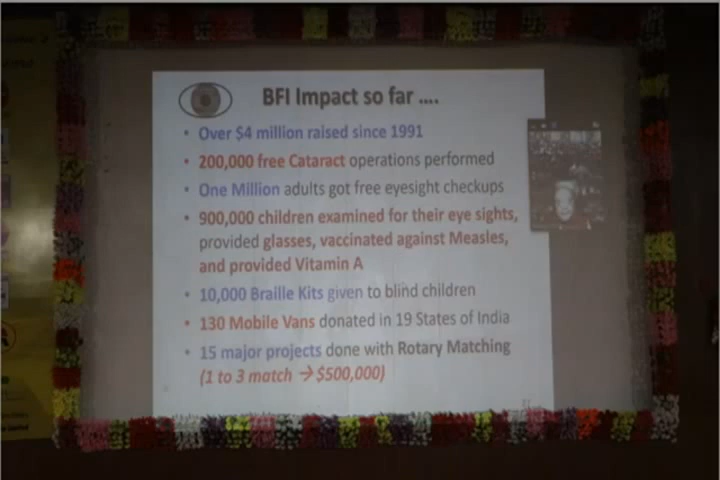 BFI Impact so far ....
• Over $4 million raised since 1991
• 200,000 free Cataract operations performed
• One Million adults got free eyesight checkups
• 900,000 children examined for their eye sights,
provided glasses, vaccinated against Measles,
and provided Vitamin A
• 10,000 Braille Kits given to blind children
• 130 Mobile Vans donated in 19 States of India
• 15 major projects done with Rotary Matching
(1 to 3 match → $500,000)